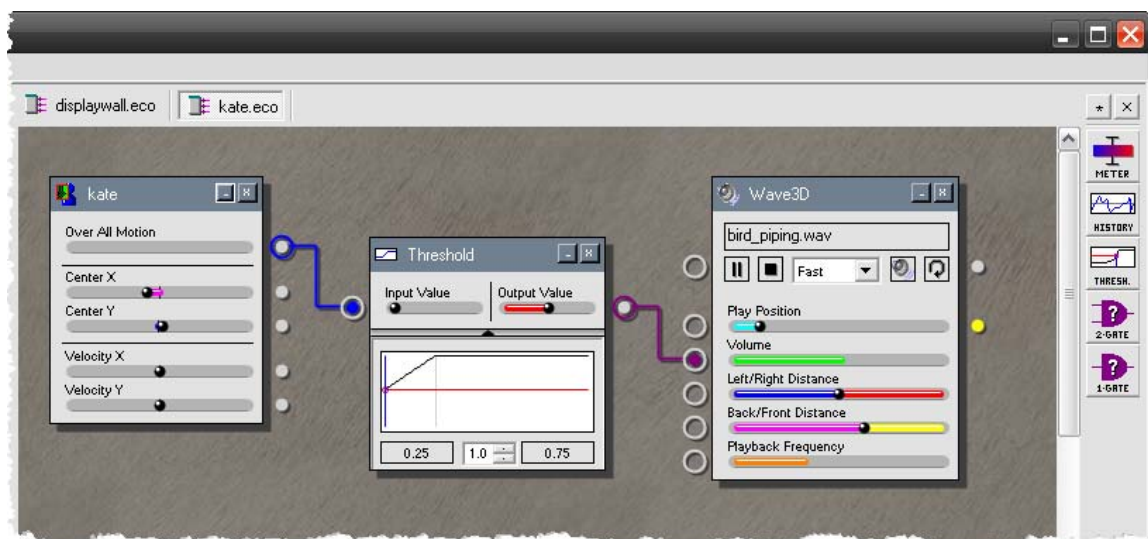 displaywall.eco
kate.eco
METER
HISTORY
THRESH.
2-GATE
1-GATE
kate
Over All Motion
Center X
Center Y
Velocity X
Velocity Y
Threshold
Input Value
Output Value
0.25
1.0
0.75
Wave3D
bird_piping.wav
Fast
Play Position
Volume
Left/Right Distance
Back/Front Distance
Playback Frequency